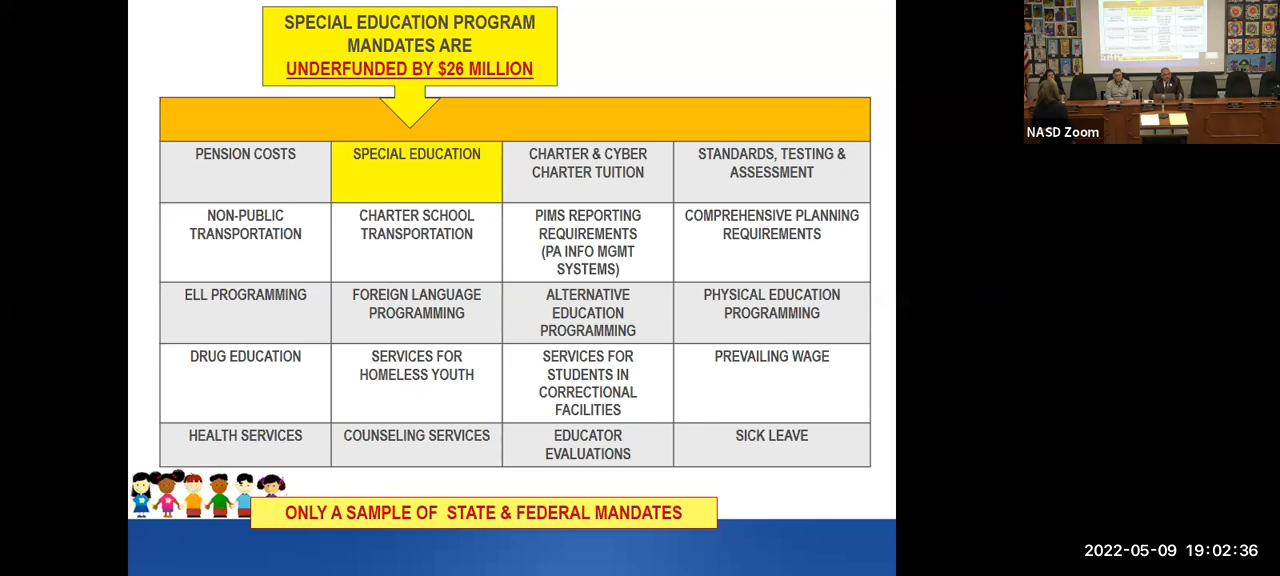 SPECIAL EDUCATION PROGRAM
MANDATES ARE
UNDERFUNDED BY $26 MILLION
PENSION COSTS
SPECIAL EDUCATION
CHARTER & CYBER
CHARTER TUITION
STANDARDS, TESTING &
ASSESSMENT
NON-PUBLIC
TRANSPORTATION
CHARTER SCHOOL
TRANSPORTATION
PIMS REPORTING
REQUIREMENTS
(PA INFO MGMT
SYSTEMS)
COMPREHENSIVE PLANNING
REQUIREMENTS
ELL PROGRAMMING
FOREIGN LANGUAGE
PROGRAMMING
ALTERNATIVE
EDUCATION
PROGRAMMING
PHYSICAL EDUCATION
PROGRAMMING
DRUG EDUCATION
SERVICES FOR
HOMELESS YOUTH
SERVICES FOR
STUDENTS IN
CORRECTIONAL
FACILITIES
PREVAILING WAGE
HEALTH SERVICES
COUNSELING SERVICES
EDUCATOR
EVALUATIONS
SICK LEAVE
ONLY A SAMPLE OF STATE & FEDERAL MANDATES
NASD Zoom
2022-05-09 19:02:36